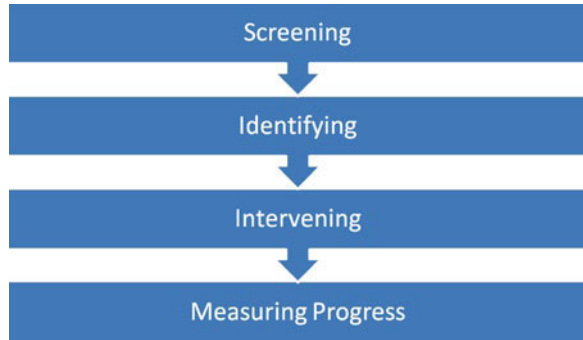 Screening
Identifying
Intervening
Measuring Progress